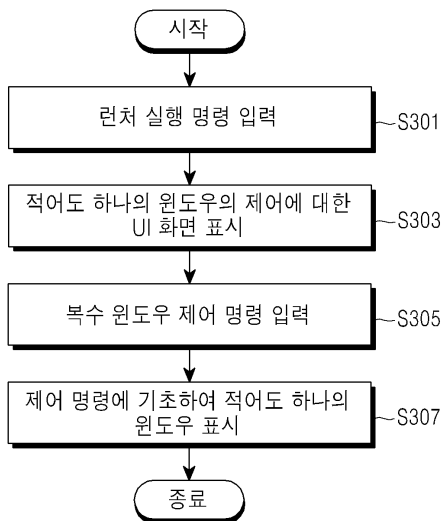 시작
런처 실행 명령 입력
S301
적어도 하나의 윈도우의 제어에 대한
UI 화면 표시
S303
복수 윈도우 제어 명령 입력
S305
제어 명령에 기초하여 적어도 하나의
윈도우 표시
S307
종료